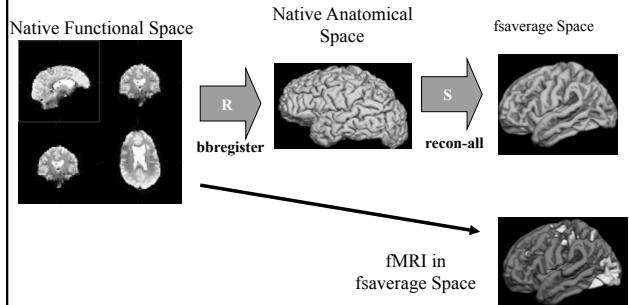 Native Functional Space
Native Anatomical
Space
fsaverage Space
R
S
bbregister
recon-all
fMRI in
fsaverage Space